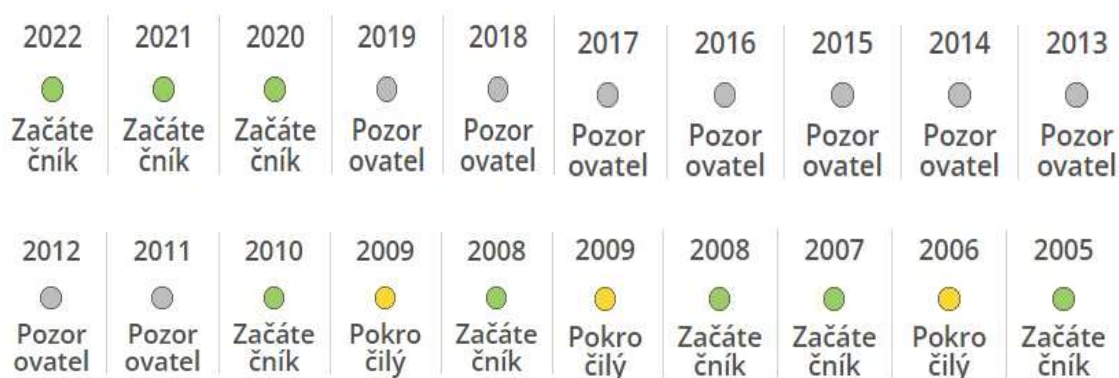 2022 2021 2020 2019 2018 2017 2016 2015 2014 2013
Začáte Začáte Začáte Pozor Pozor Pozor Pozor Pozor Pozor Pozor
čník čník čník ovatel ovatel ovatel ovatel ovatel ovatel ovatel
2012 2011 2010 2009 2008 2009 2008 2007 2006 2005
Pozor Pozor Začáte Pokro Začáte Pokro Začáte Začáte Pokro Začáte
ovatel ovatel čník čilý čník čilý čník čník čilý čník